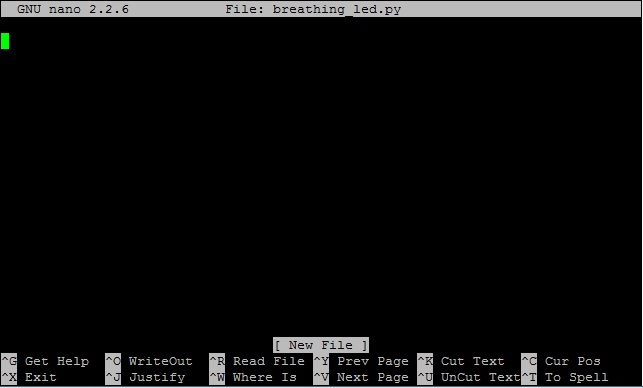 GNU nano 2.2.6 File: breathing_led.py
[ New File ]
^G Get Help ^O WriteOut ^R Read File ^Y Prev Page ^K Cut Text ^C Cur Pos
^X Exit ^J Justify ^W Where Is ^V Next Page ^U UnCut Text ^T To Spell